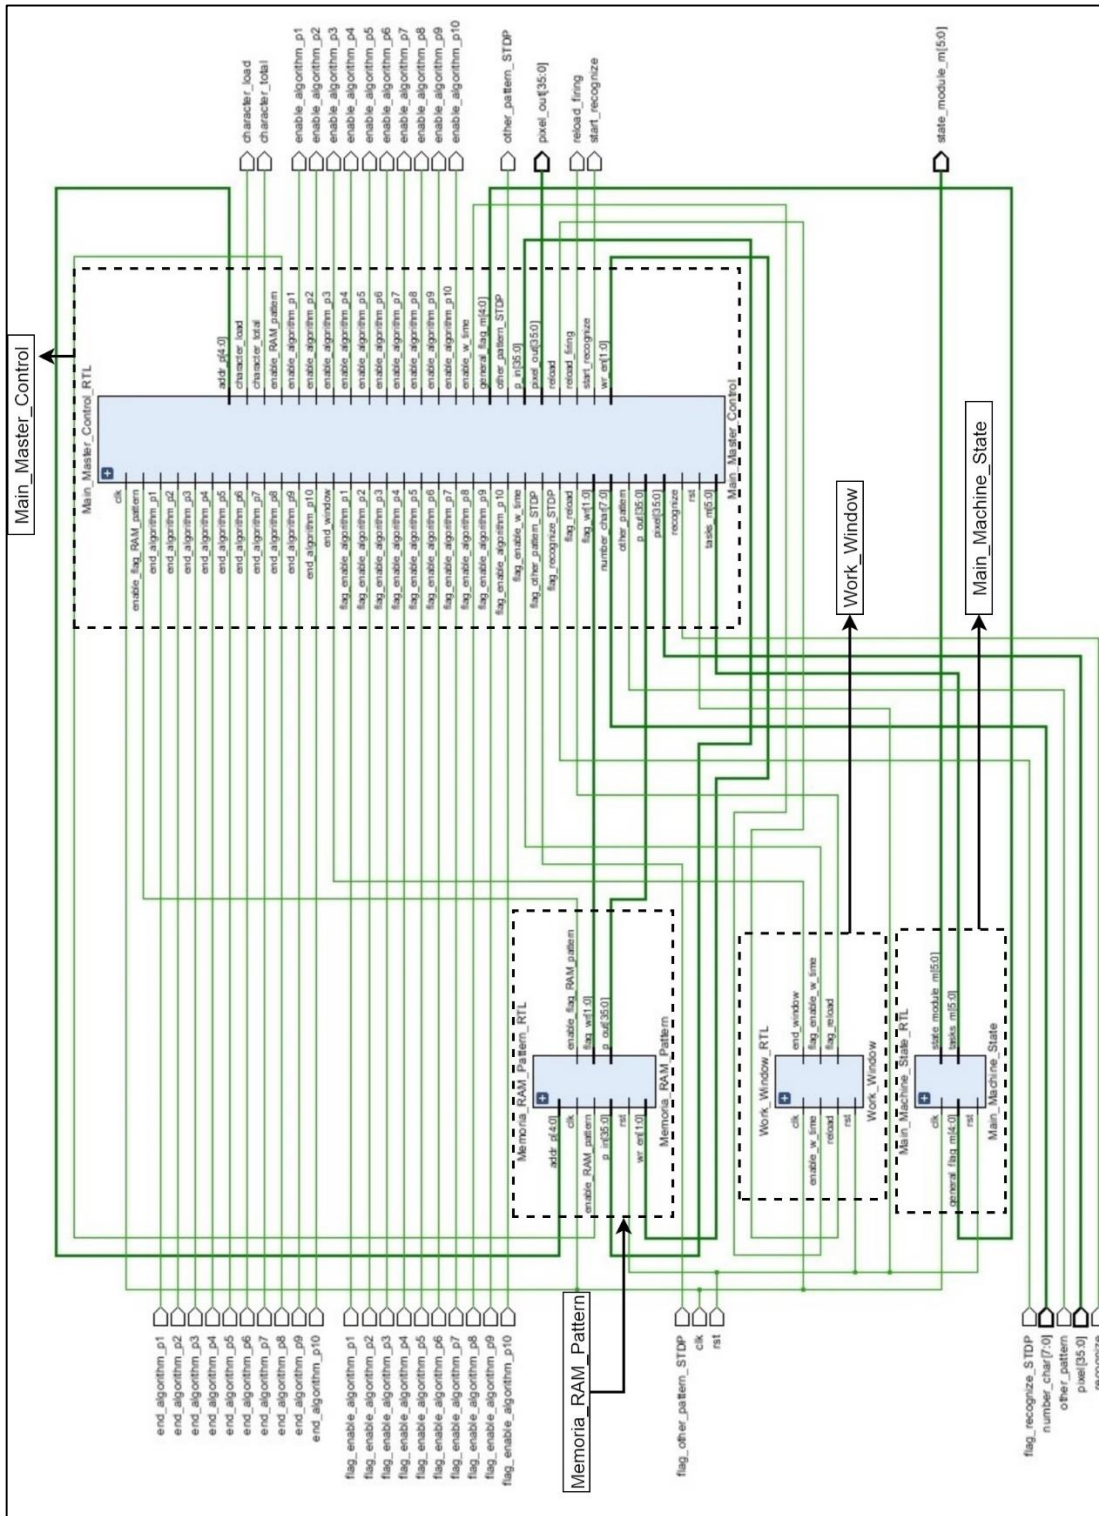 Main_Master_Control
character_load
character_total
enable_algorithm_p1
enable_algorithm_p2
enable_algorithm_p3
enable_algorithm_p4
enable_algorithm_p5
enable_algorithm_p6
enable_algorithm_p7
enable_algorithm_p8
enable_algorithm_p9
enable_algorithm_p10
other_pattern_STDP
pixel_out[35:0]
reload_firing
start_recognize
state_module_m[5:0]
Main_Master_Control_RTL
addr_p[4:0]
character_load
character_total
enable_RAM_pattern
enable_algorithm_p1
enable_algorithm_p2
enable_algorithm_p3
enable_algorithm_p4
enable_algorithm_p5
enable_algorithm_p6
enable_algorithm_p7
enable_algorithm_p8
enable_algorithm_p9
enable_algorithm_p10
enable_w_time
general_flag_m[4:0]
other_pattern_STDP
p_in[35:0]
pixel_out[35:0]
reload
reload_firing
start_recognize
wr_en[1:0]
clk
enable_flag_RAM_pattern
end_algorithm_p1
end_algorithm_p2
end_algorithm_p3
end_algorithm_p4
end_algorithm_p5
end_algorithm_p6
end_algorithm_p7
end_algorithm_p8
end_algorithm_p9
end_algorithm_p10
end_window
flag_enable_algorithm_p1
flag_enable_algorithm_p2
flag_enable_algorithm_p3
flag_enable_algorithm_p4
flag_enable_algorithm_p5
flag_enable_algorithm_p6
flag_enable_algorithm_p7
flag_enable_algorithm_p8
flag_enable_algorithm_p9
flag_enable_algorithm_p10
flag_enable_w_time
flag_other_pattern_STDP
flag_recognize_STDP
flag_reload
flag_wr[1:0]
number_char[7:0]
other_pattern
p_out[35:0]
pixel[35:0]
recognize
rst
tasks_m[5:0]
Main_Master_Control
Work_Window
Main_Machine_State
Memoria_RAM_Pattern_RTL
enable_flag_RAM_pattern
flag_wr[1:0]
p_out[35:0]
addr_p[4:0]
clk
enable_RAM_pattern
p_in[35:0]
rst
wr_en[1:0]
Memoria_RAM_Pattern
Work_Window_RTL
end_window
flag_enable_w_time
flag_reload
clk
enable_w_time
reload
rst
Work_Window
Main_Machine_State_RTL
state_module_m[5:0]
tasks_m[5:0]
clk
general_flag_m[4:0]
rst
Main_Machine_State
end_algorithm_p1
end_algorithm_p2
end_algorithm_p3
end_algorithm_p4
end_algorithm_p5
end_algorithm_p6
end_algorithm_p7
end_algorithm_p8
end_algorithm_p9
end_algorithm_p10
flag_enable_algorithm_p1
flag_enable_algorithm_p2
flag_enable_algorithm_p3
flag_enable_algorithm_p4
flag_enable_algorithm_p5
flag_enable_algorithm_p6
flag_enable_algorithm_p7
flag_enable_algorithm_p8
flag_enable_algorithm_p9
flag_enable_algorithm_p10
Memoria_RAM_Pattern
flag_other_pattern_STDP
clk
rst
flag_recognize_STDP
number_char[7:0]
other_pattern
pixel[35:0]
recognize